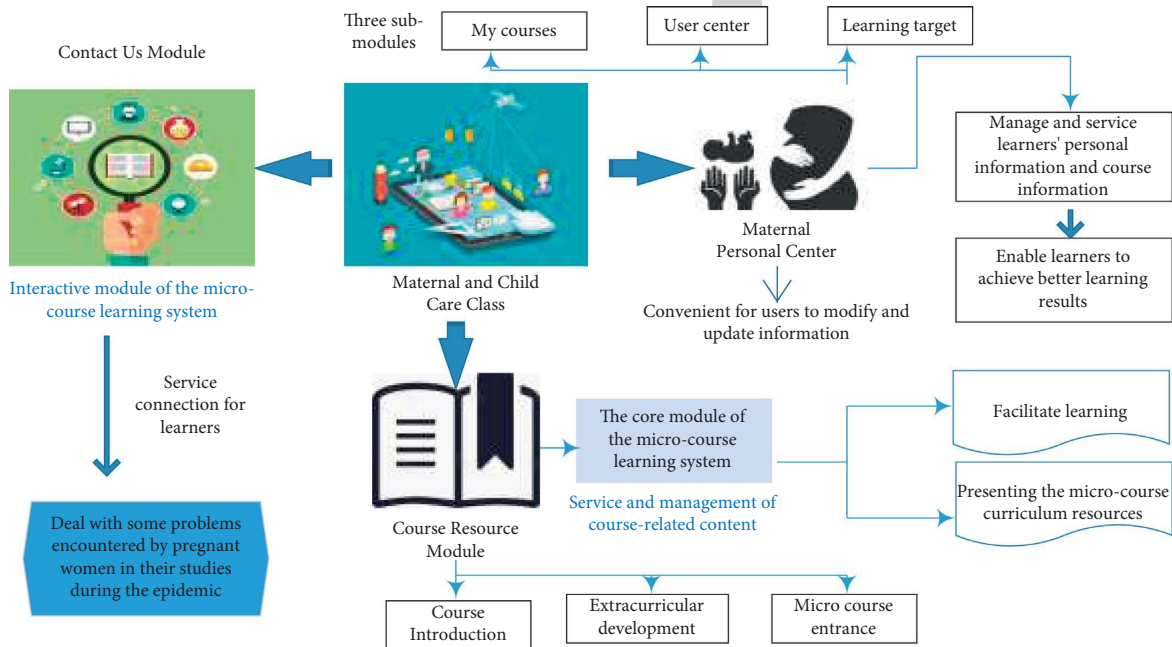 Three sub-
modules
My courses
User center
Learning target
Contact Us Module
Manage and service
learners' personal
information and course
information
Enable learners to
achieve better learning
results
Maternal
Personal Center
Convenient for users to modify and
update information
Maternal and Child
Care Class
Interactive module of the micro-
course learning system
Service
connection for
learners
Deal with some problems
encountered by pregnant
women in their studies
during the epidemic
The core module of
the micro-course
learning system
Service and management of
course-related content
Facilitate learning
Presenting the micro-course
curriculum resources
Course Resource
Module
Course
Introduction
Extracurricular
development
Micro course
entrance